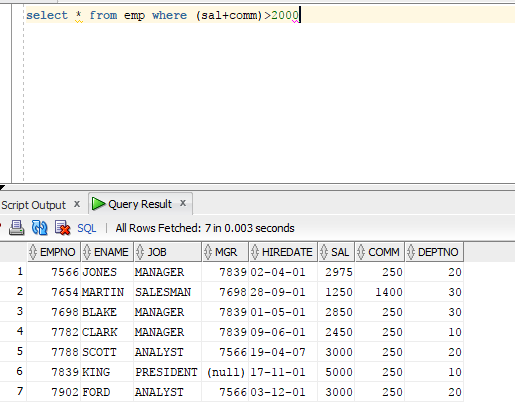 select * from emp where (sal+comm)>2000
Script Output x Query Result x
SQL | All Rows Fetched: 7 in 0.003 seconds
EMPNO ENAME JOB MGR HIREDATE SAL COMM DEPTNO
1 7566 JONES MANAGER 7839 02-04-01 2975 250 20
2 7654 MARTIN SALESMAN 7698 28-09-01 1250 1400 30
3 7698 BLAKE MANAGER 7839 01-05-01 2850 250 30
4 7782 CLARK MANAGER 7839 09-06-01 2450 250 10
5 7788 SCOTT ANALYST 7566 19-04-07 3000 250 20
6 7839 KING PRESIDENT (null) 17-11-01 5000 250 10
7 7902 FORD ANALYST 7566 03-12-01 3000 250 20